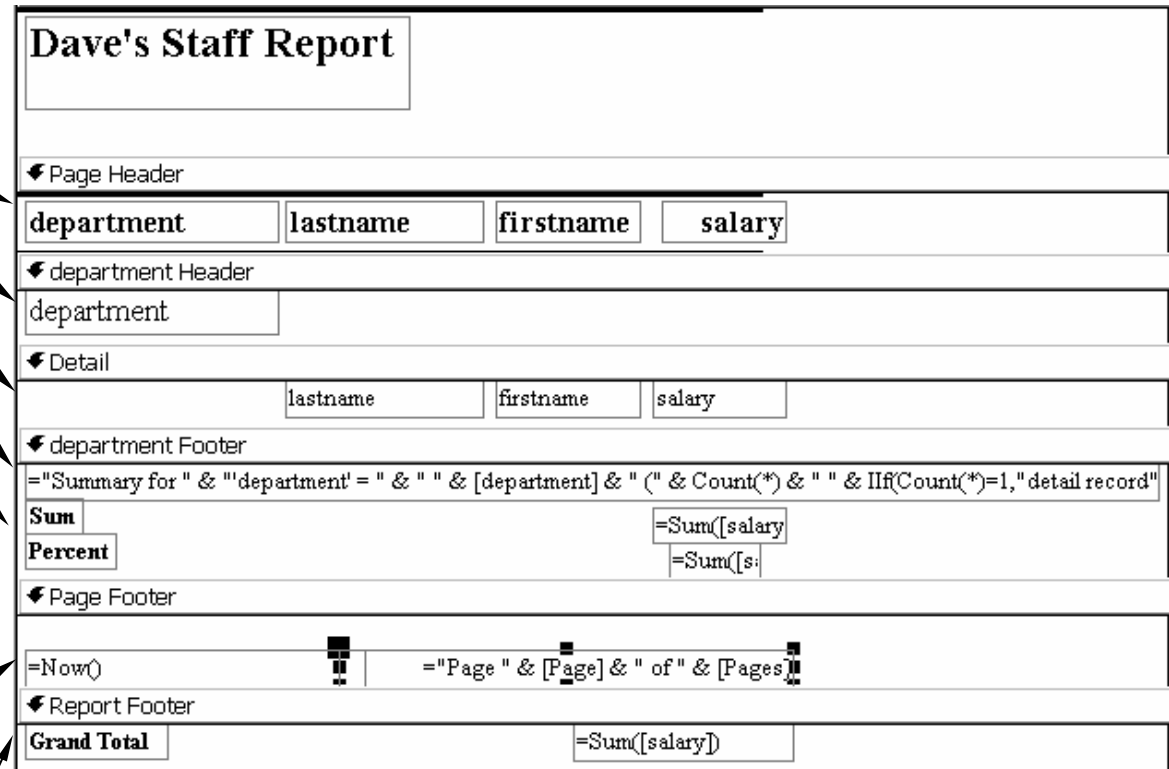 Dave's Staff Report
Page Header
department lastname firstname salary
department Header
department
Detail
lastname firstname salary
department Footer
="Summary for " & "'department' = " & " " & [department] & " (" & Count(*) & " " & IIf(Count(*)=1,"detail record"
Sum =Sum([salary
Percent =Sum([s
Page Footer
=Now() ="Page " & [Page] & " of " & [Pages]
Report Footer
Grand Total =Sum([salary])